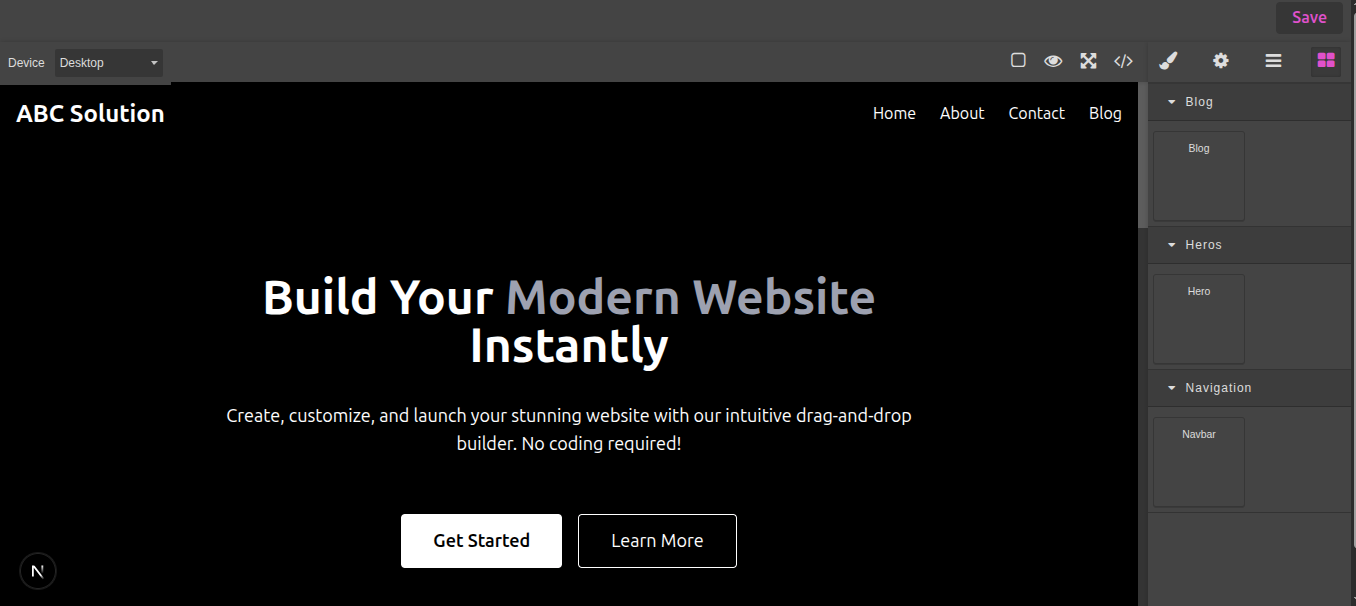 Save
Device Desktop
ABC Solution
Home About Contact Blog
Build Your Modern Website
Instantly
Create, customize, and launch your stunning website with our intuitive drag-and-drop
builder. No coding required!
Get Started Learn More
N
Blog
Blog
Heros
Hero
Navigation
Navbar